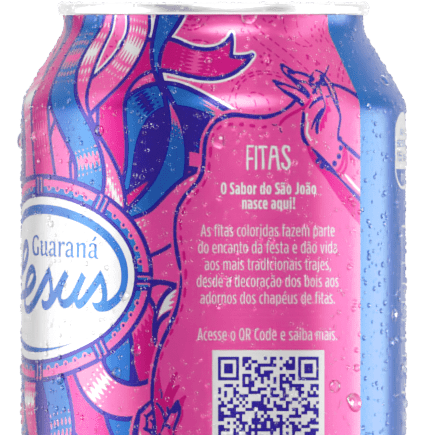 Guaraná
Jesus
FITAS
O Sabor do São João
nasce aqui!
As fitas coloridas fazem parte
do encanto da festa e dão vida
aos mais tradicionais trajes,
desde a decoração dos bois aos
adornos dos chapéus de fitas.
Acesse o QR Code e saiba mais.